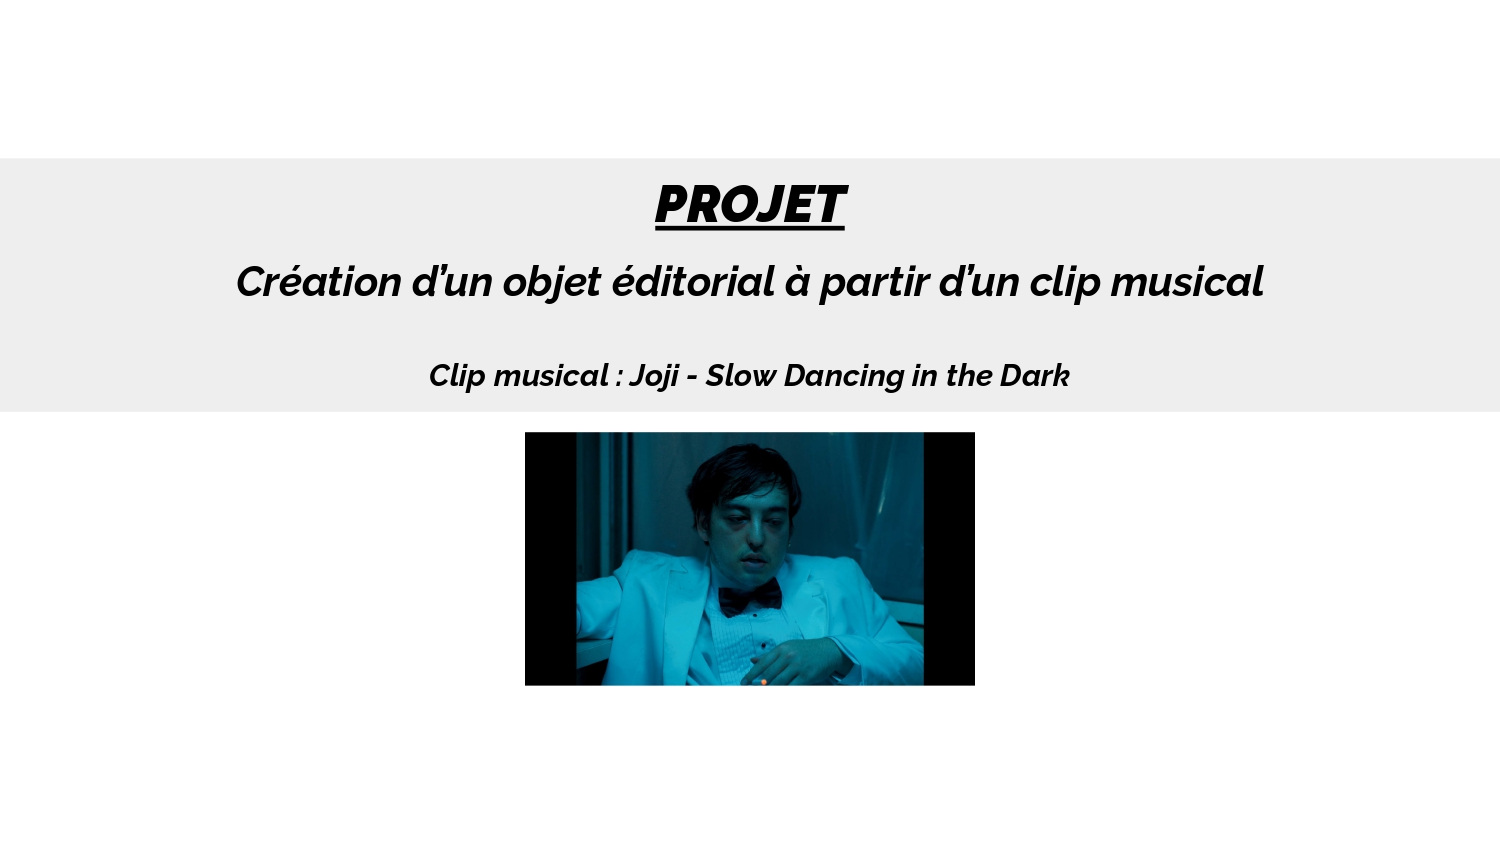 PROJET
Création d’un objet éditorial à partir d’un clip musical
Clip musical : Joji - Slow Dancing in the Dark